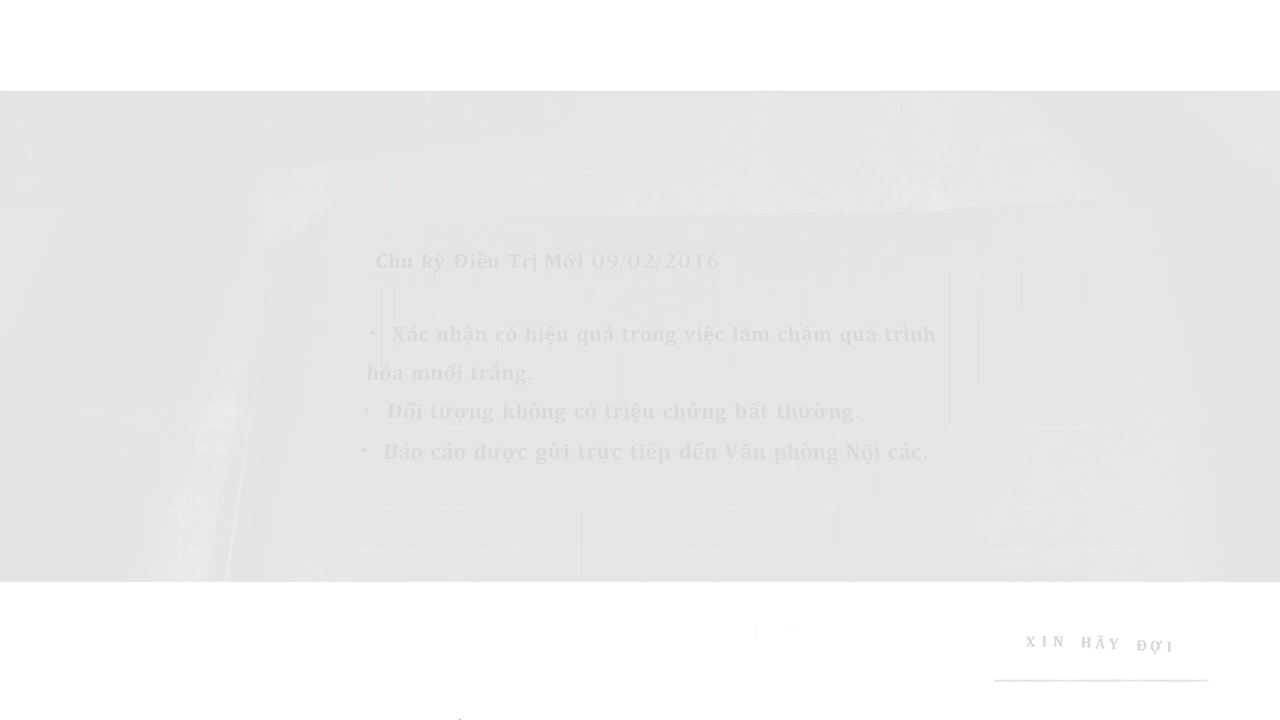 Chu kỳ Điều Trị Mới 09/02/2016
• Xác nhận có hiệu quả trong việc làm chậm quá trình
hóa muối trắng.
• Đối tượng không có triệu chứng bất thường.
• Báo cáo được gửi trực tiếp đến Văn phòng Nội các.
XIN HÃY ĐỢI